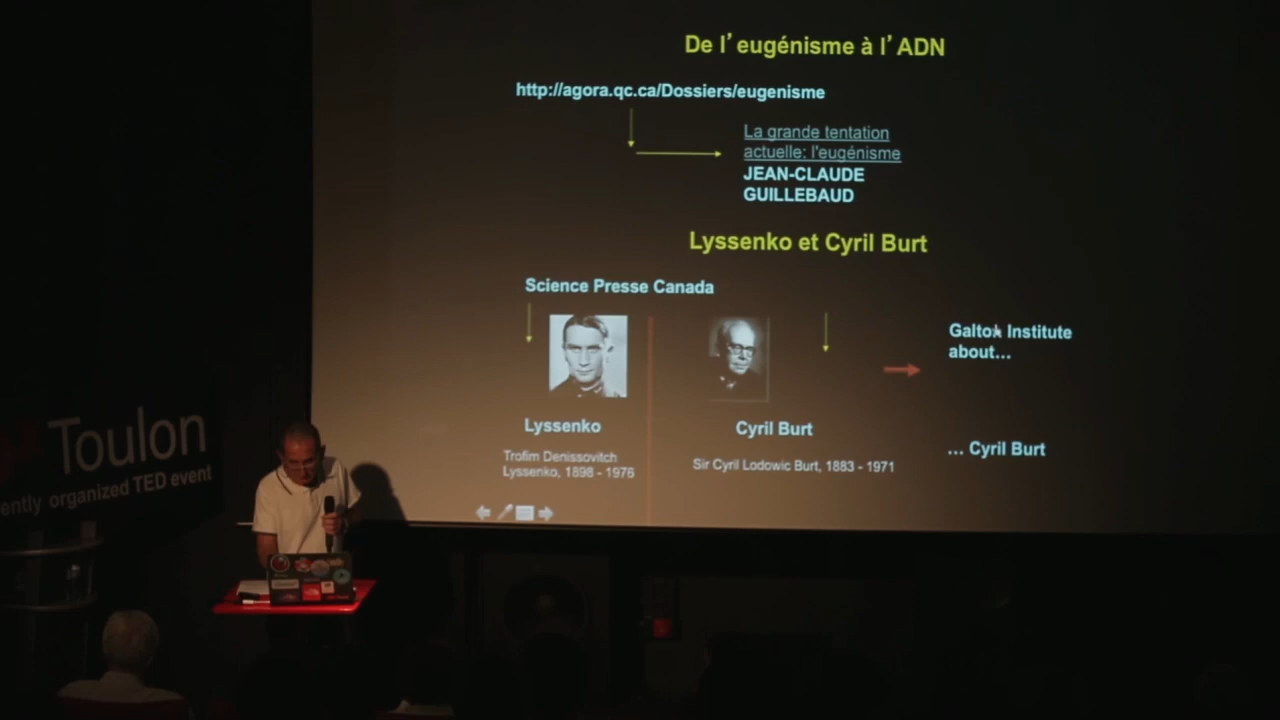 De l’eugénisme à l’ADN
http://agora.qc.ca/Dossiers/eugenisme
La grande tentation
actuelle: l'eugénisme
JEAN-CLAUDE
GUILLEBAUD
Lyssenko et Cyril Burt
Science Presse Canada
Galton Institute
about...
Lyssenko
Cyril Burt
... Cyril Burt
Trofim Denissovitch
Lyssenko, 1898 - 1976
Sir Cyril Lodowic Burt, 1883 - 1971
Toulon
ently organized TED event